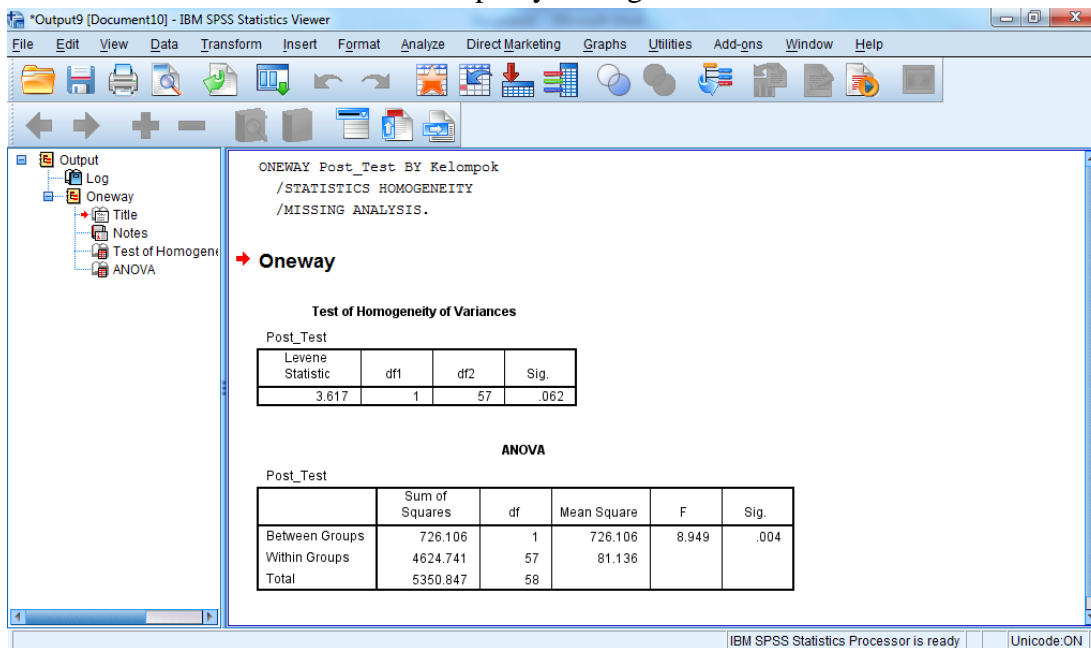 *Output9 [Document10] - IBM SPSS Statistics Viewer
File Edit View Data Transform Insert Format Analyze Direct Marketing Graphs Utilities Add-ons Window Help
Output
Log
Oneway
Title
Notes
Test of Homogene
ANOVA
ONEWAY Post_Test BY Kelompok
/STATISTICS HOMOGENEITY
/MISSING ANALYSIS.
Oneway
Test of Homogeneity of Variances
Post_Test
Levene Statistic df1 df2 Sig.
3.617 1 57 .062
ANOVA
Post_Test
Sum of Squares df Mean Square F Sig.
Between Groups 726.106 1 726.106 8.949 .004
Within Groups 4624.741 57 81.136
Total 5350.847 58
IBM SPSS Statistics Processor is ready Unicode:ON